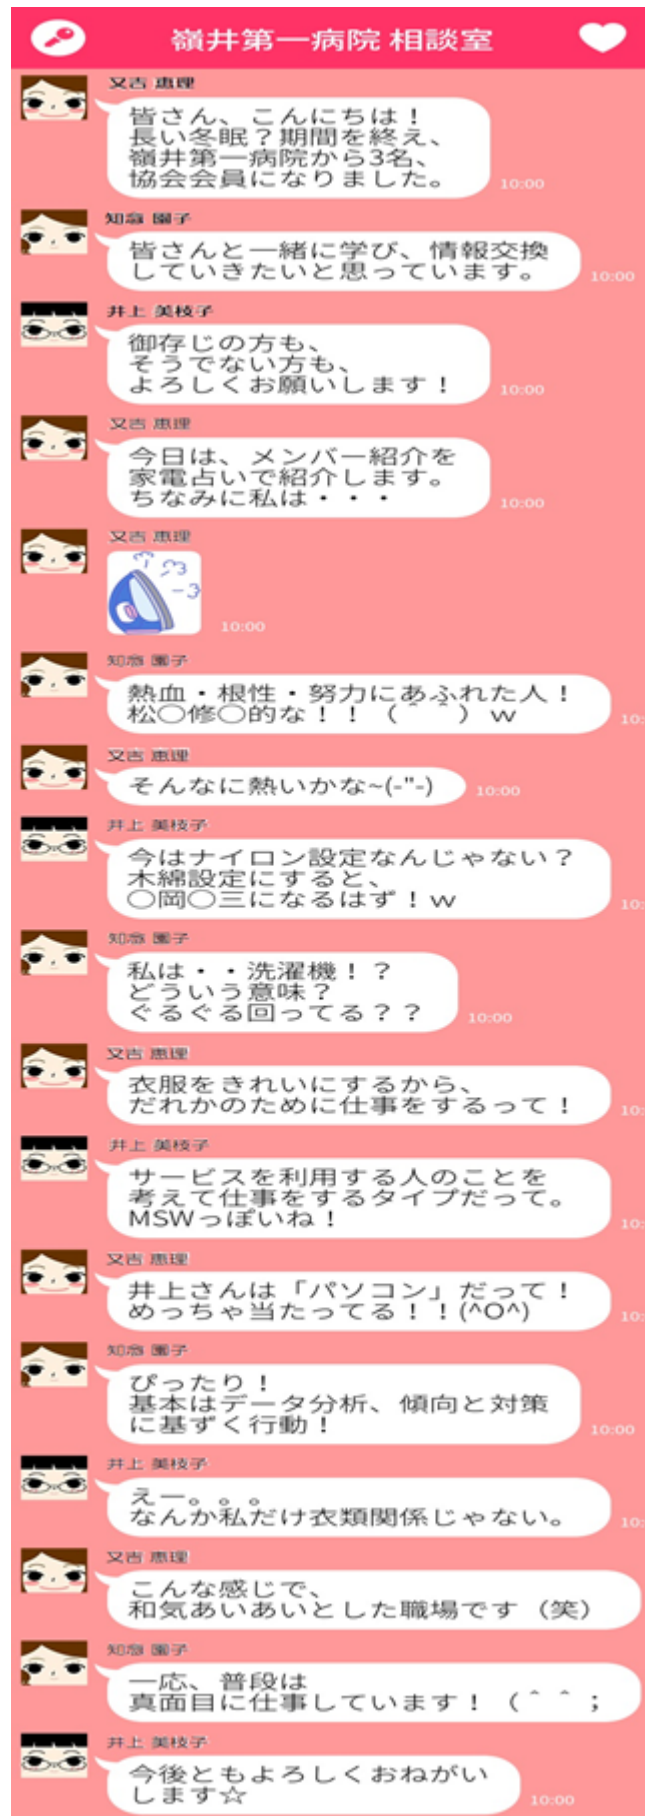 嶺井第一病院 相談室
又吉 恵理
皆さん、こんにちは！
長い冬眠？期間を終え、
嶺井第一病院から3名、
協会会員になりました。
10:00
知念 園子
皆さんと一緒に学び、情報交換
していきたいと思っています。
10:00
井上 美枝子
御存じの方も、
そうでない方も、
よろしくお願いします！
10:00
又吉 恵理
今日は、メンバー紹介を
家電占いで紹介します。
ちなみに私は・・・
10:00
又吉 恵理
10:00
知念 園子
熱血・根性・努力にあふれた人！
松○修○的な！！（＾＾）ｗ
10:
又吉 恵理
そんなに熱いかな~(-"-)
10:00
井上 美枝子
今はナイロン設定なんじゃない？
木綿設定にすると、
○岡○三になるはず！ｗ
10:
知念 園子
私は・・洗濯機！？
どういう意味？
ぐるぐる回ってる？？
10:00
又吉 恵理
衣服をきれいにするから、
だれかのために仕事をするって！
10:
井上 美枝子
サービスを利用する人のことを
考えて仕事をするタイプだって。
MSWっぽいね！
10:
又吉 恵理
井上さんは「パソコン」だって！
めっちゃ当たってる！！(^O^)
10:
知念 園子
ぴったり！
基本はデータ分析、傾向と対策
に基ずく行動！
10:00
井上 美枝子
えー。。。
なんか私だけ衣類関係じゃない。
10:
又吉 恵理
こんな感じで、
和気あいあいとした職場です（笑）
知念 園子
一応、普段は
真面目に仕事しています！（＾＾；
井上 美枝子
今後ともよろしくおねがい
します☆
10:00